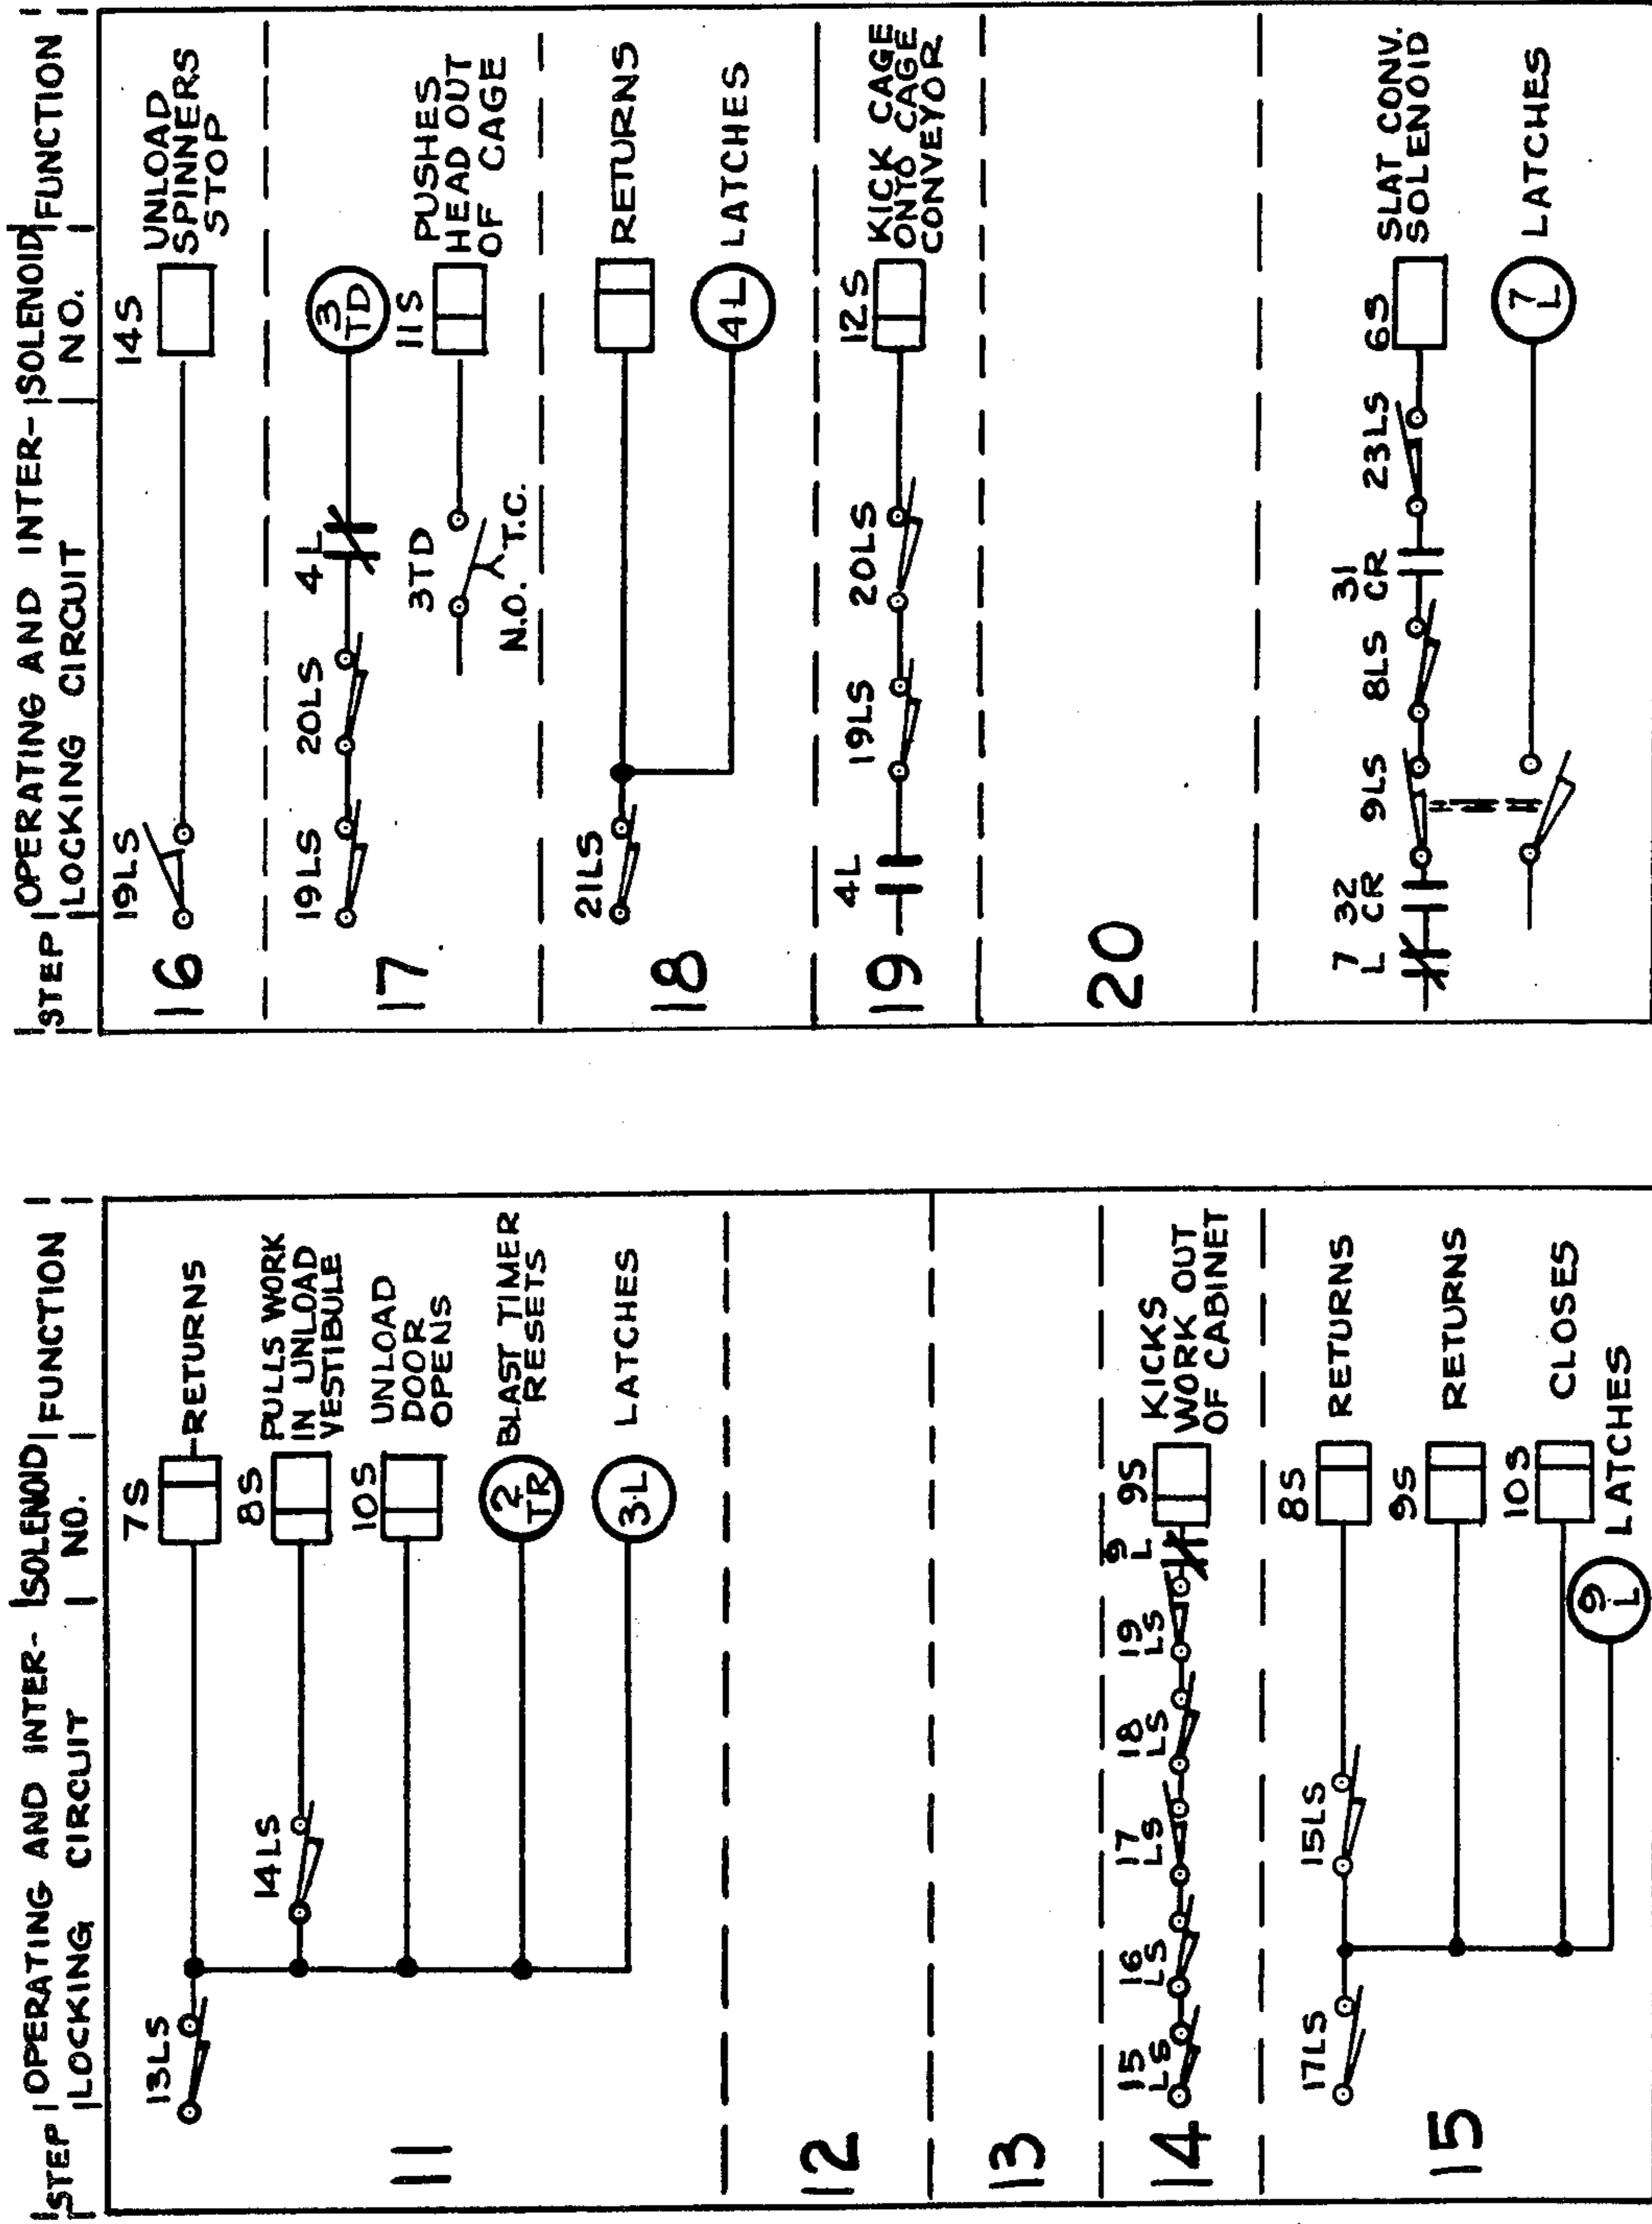 STEP OPERATING AND INTER- SOLENOID FUNCTION
LOCKING CIRCUIT NO.
11
13LS
7S
RETURNS
14LS
8S
PULLS WORK
IN UNLOAD
VESTIBULE
10S
UNLOAD
DOOR
OPENS
2
TR
BLAST TIMER
RESETS
3L
LATCHES
12
13
14
15
LS
16
LS
17
LS
18
LS
19
LS
9
L
9S
KICKS
WORK OUT
OF CABINET
15
17LS
15LS
8S
RETURNS
9S
RETURNS
10S
CLOSES
9
L
LATCHES
STEP OPERATING AND INTER- SOLENOID FUNCTION
LOCKING CIRCUIT NO.
16
19LS
14S
UNLOAD
SPINNERS
STOP
17
19LS
20LS
4L
3
TD
3TD
N.O. T.C.
11S
PUSHES
HEAD OUT
OF CAGE
18
21LS
RETURNS
4L
LATCHES
19
4L
19LS
20LS
12S
KICK CAGE
ONTO CAGE
CONVEYOR
20
7
L
32
CR
9LS
8LS
31
CR
23LS
6S
SLAT CONV.
SOLENOID
7
L
LATCHES